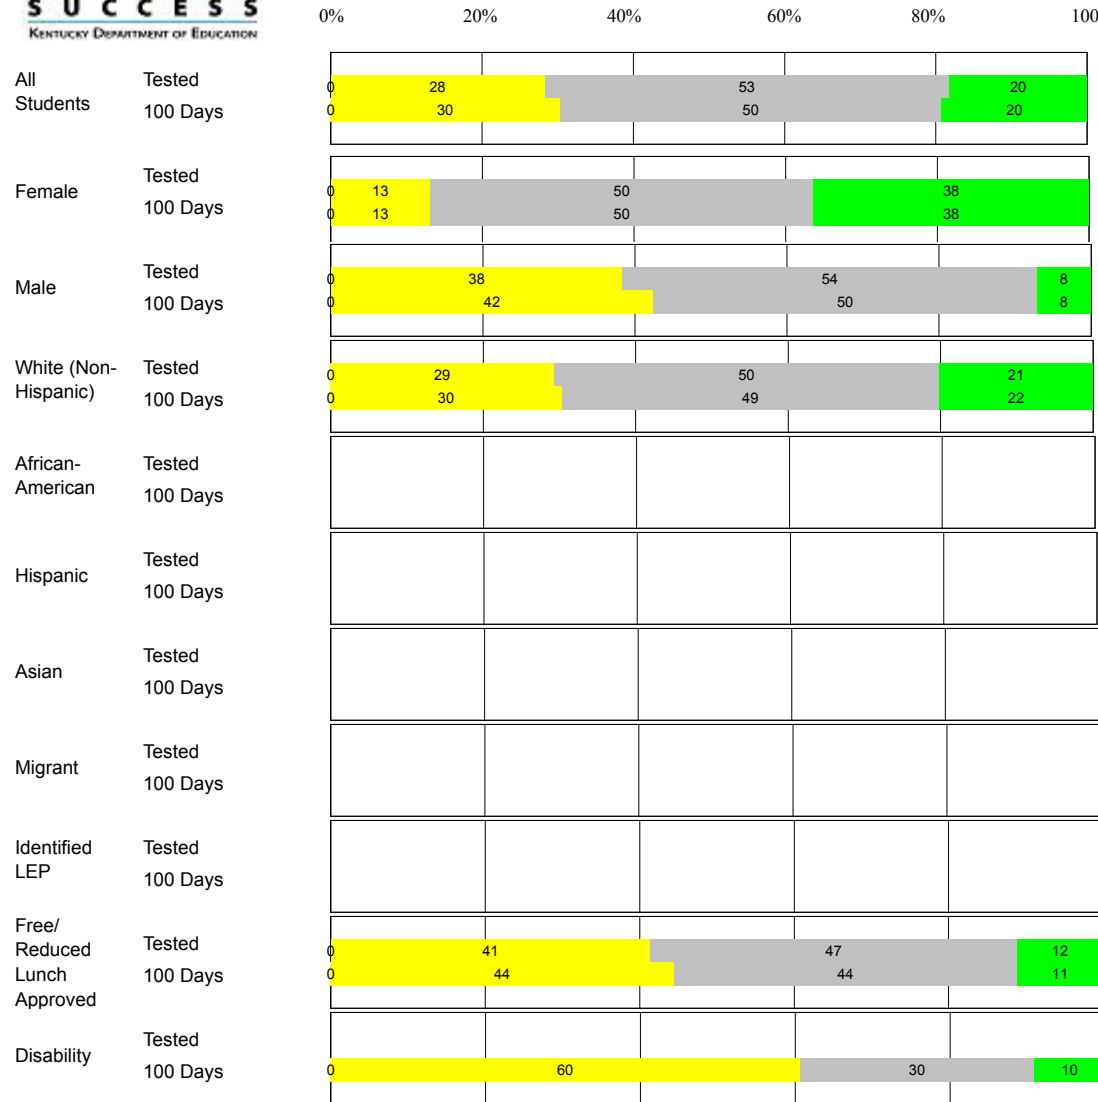 SUCCESS
KENTUCKY DEPARTMENT OF EDUCATION
0% 20% 40% 60% 80% 100
All Students
Tested 0 28 53 20
100 Days 0 30 50 20
Female
Tested 0 13 50 38
100 Days 0 13 50 38
Male
Tested 0 38 54 8
100 Days 0 42 50 8
White (Non-
Hispanic)
Tested 0 29 50 21
100 Days 0 30 49 22
African-
American
Tested
100 Days
Hispanic
Tested
100 Days
Asian
Tested
100 Days
Migrant
Tested
100 Days
Identified
LEP
Tested
100 Days
Free/
Reduced
Lunch
Approved
Tested 0 41 47 12
100 Days 0 44 44 11
Disability
Tested
100 Days 0 60 30 10